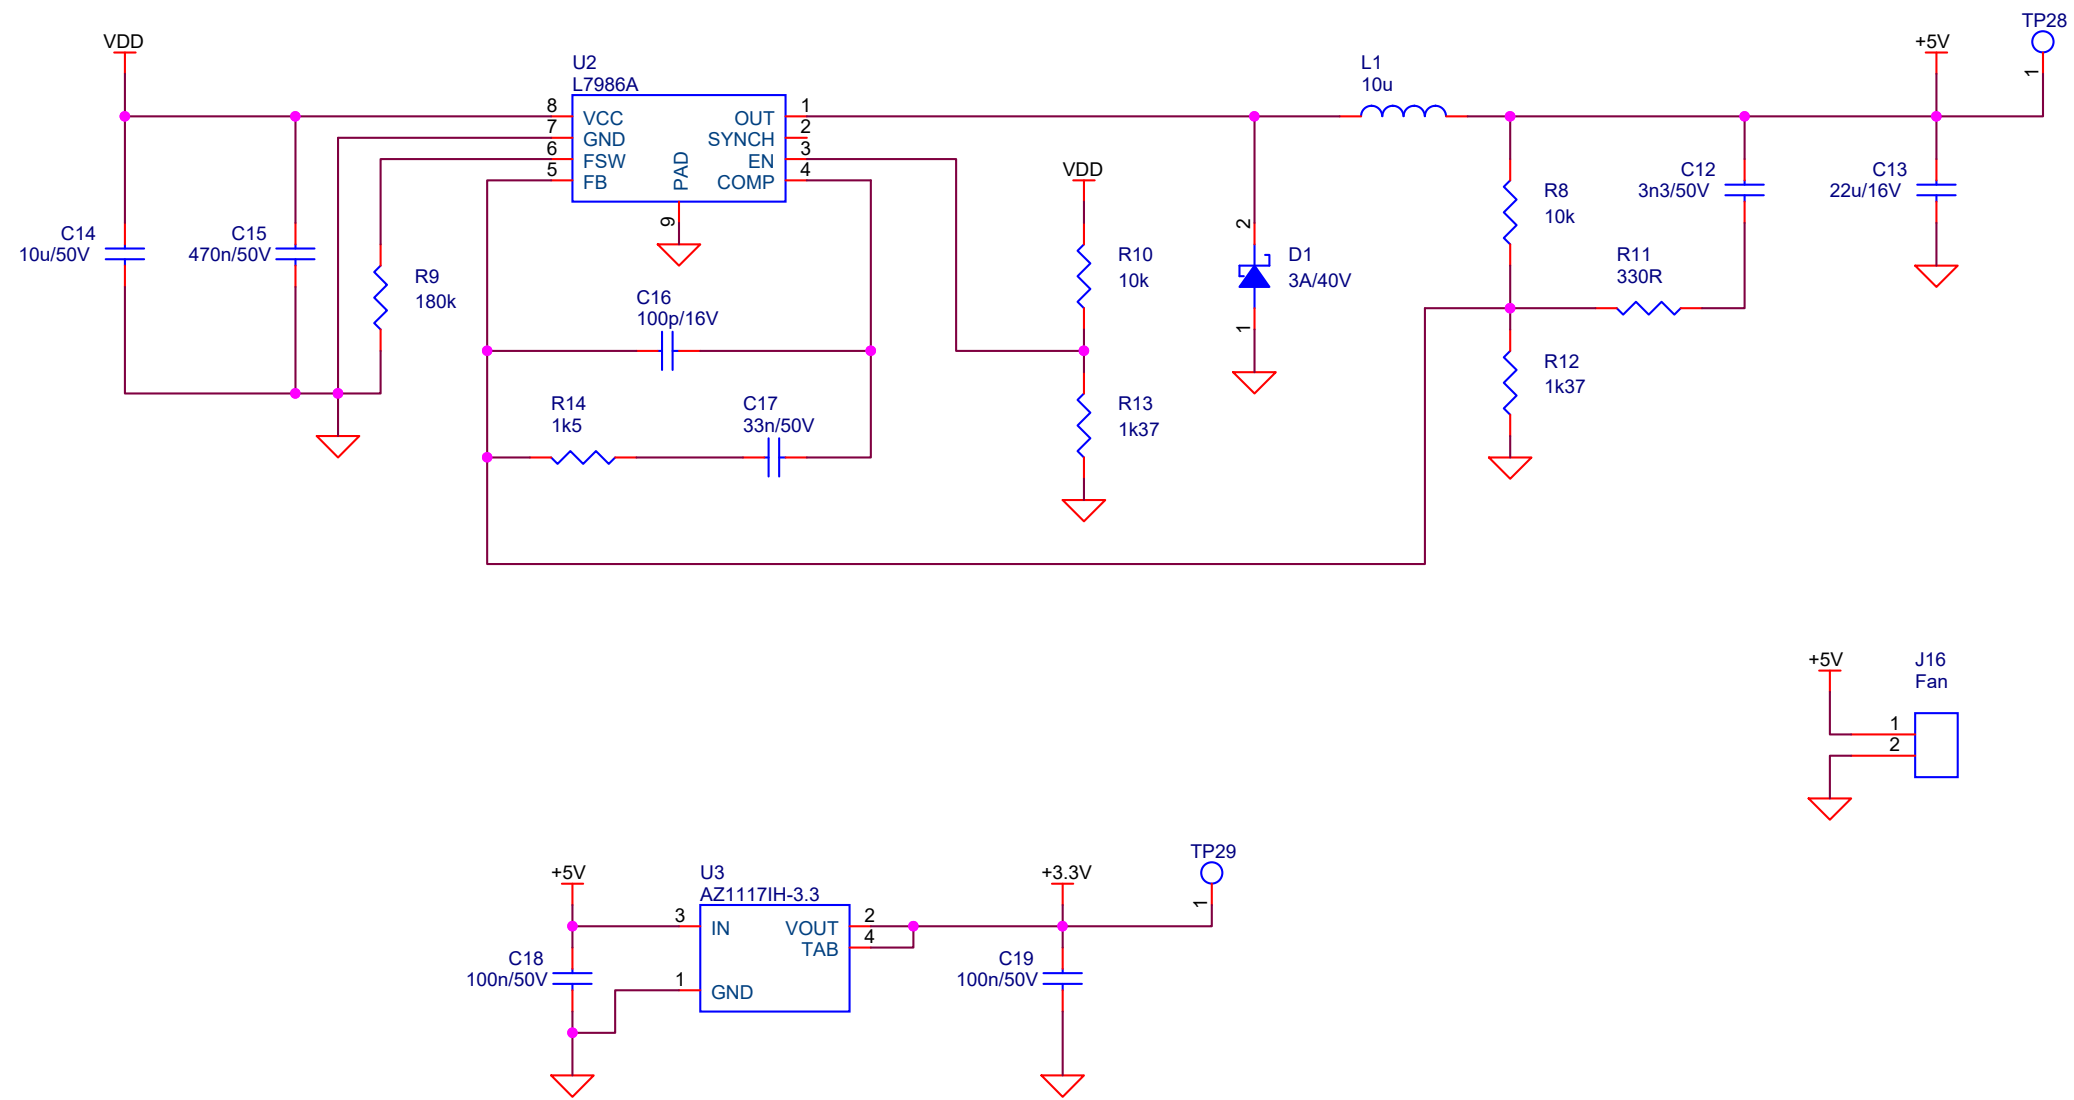 VDD
U2
L7986A
8
7
6
5
VCC
GND
FSW
FB
PAD
9
OUT
SYNCH
EN
COMP
1
2
3
4
L1
10u
+5V
TP28
1
C14
10u/50V
C15
470n/50V
R9
180k
C16
100p/16V
R14
1k5
C17
33n/50V
VDD
R10
10k
R13
1k37
2
D1
3A/40V
1
R8
10k
C12
3n3/50V
C13
22u/16V
R11
330R
R12
1k37
+5V
J16
Fan
1
2
+5V
U3
AZ1117IH-3.3
3
IN
1
GND
VOUT
TAB
2
4
C18
100n/50V
+3.3V
TP29
1
C19
100n/50V